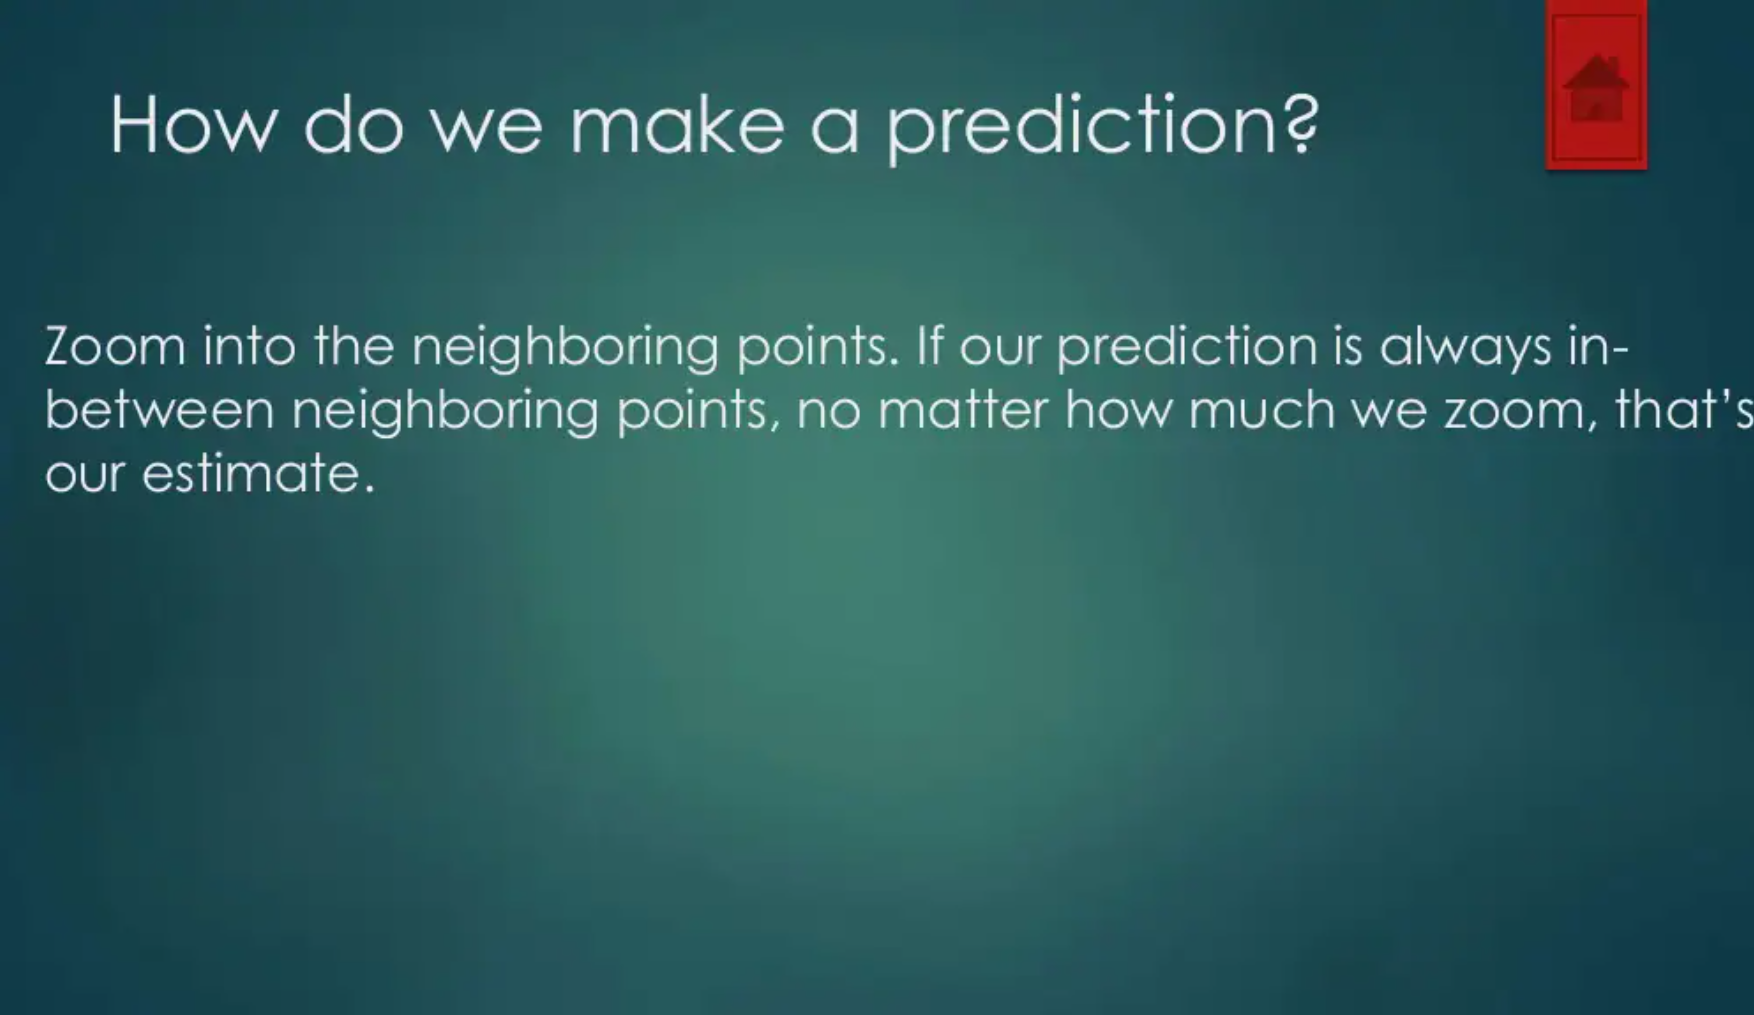 How do we make a prediction?
Zoom into the neighboring points. If our prediction is always in-
between neighboring points, no matter how much we zoom, that’s
our estimate.